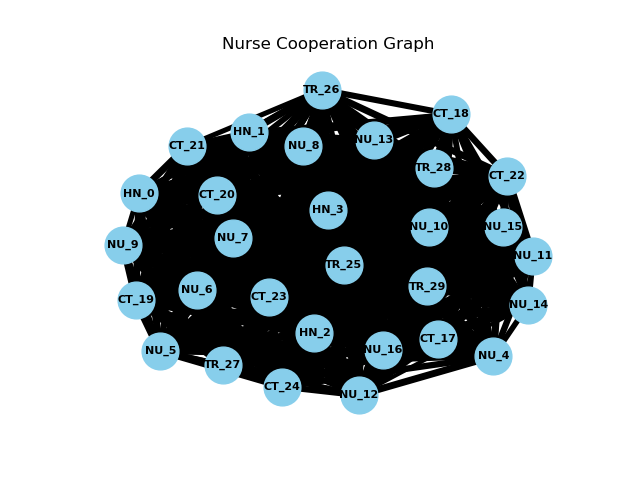 Nurse Cooperation Graph
TR_26
CT_18
HN_1
NU_13
CT_21
NU_8
TR_28
CT_22
HN_0
CT_20
HN_3
NU_10
NU_15
NU_7
NU_9
NU_11
TR_25
NU_6
CT_23
TR_29
CT_19
NU_14
HN_2
CT_17
NU_5
NU_16
NU_4
TR_27
CT_24
NU_12